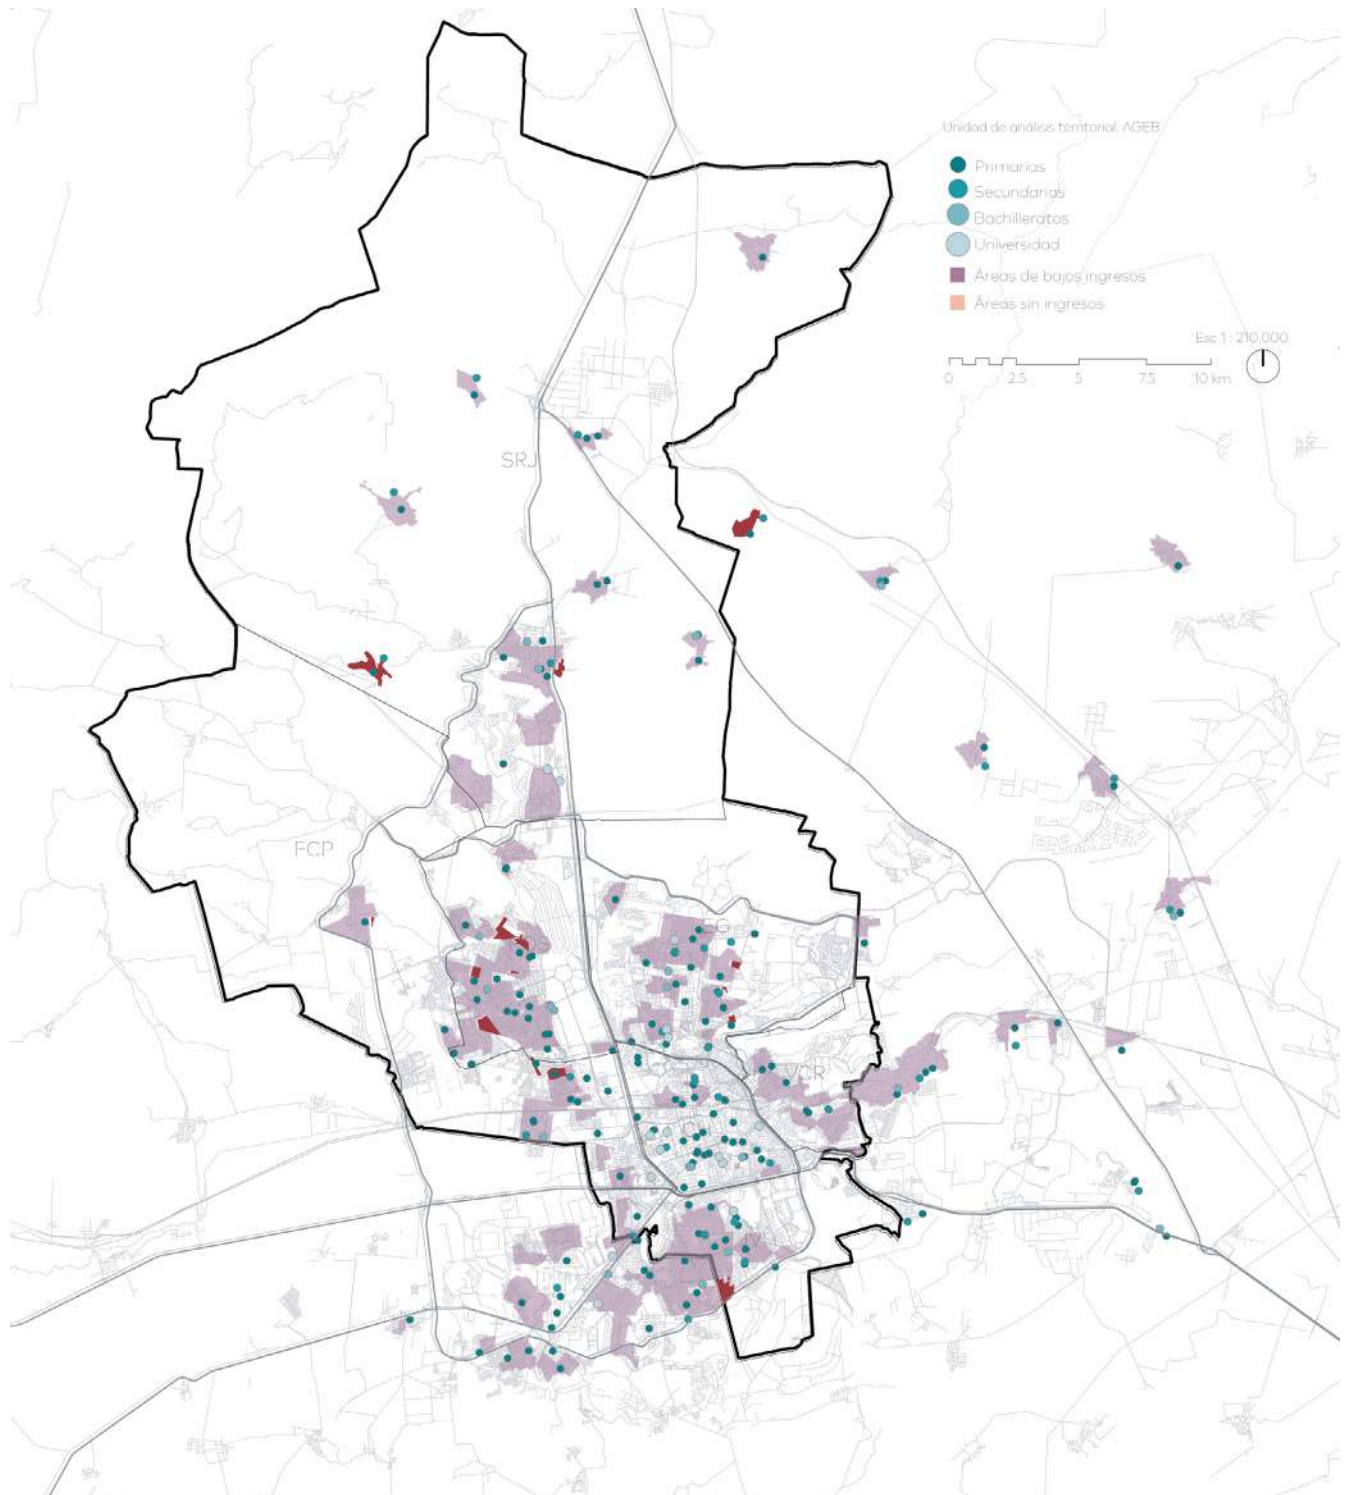 Unidad de análisis territorial: AGEB
Primarias
Secundarias
Bachilleratos
Universidad
Áreas de bajos ingresos
Áreas sin ingresos
Esc 1 : 210,000
0 2.5 5 7.5 10 km
SRJ
FCP
VCR